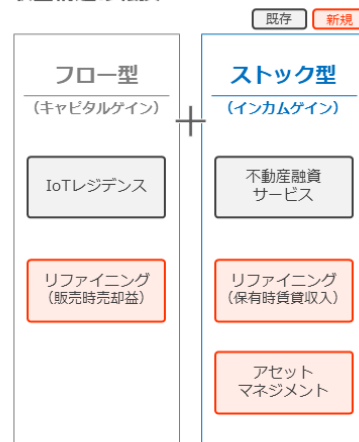 既存 新規
フロー型
（キャピタルゲイン）
IoTレジデンス
リファイニング
（販売時売却益）
＋
ストック型
（インカムゲイン）
不動産融資
サービス
リファイニング
（保有時賃貸収入）
アセット
マネジメント